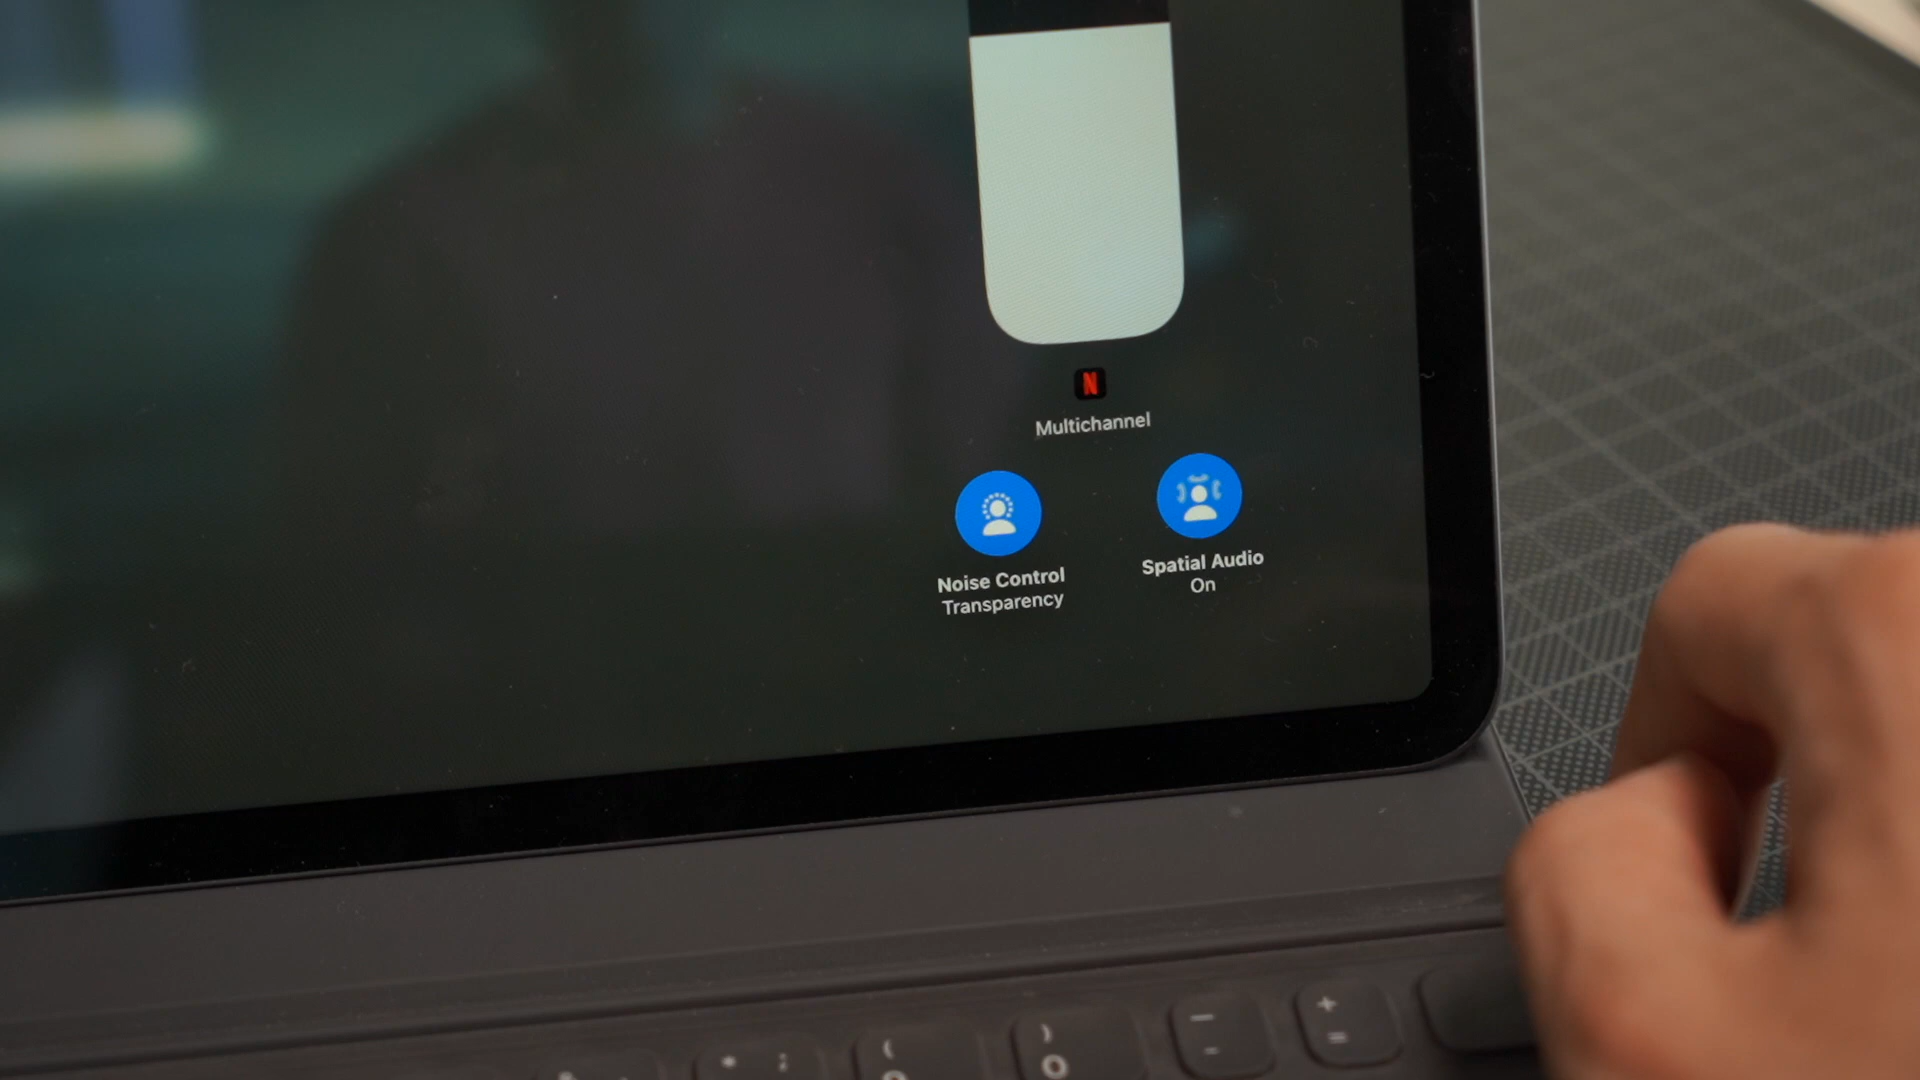 N
Multichannel
Noise Control
Transparency
Spatial Audio
On
* ( ) — +
- =